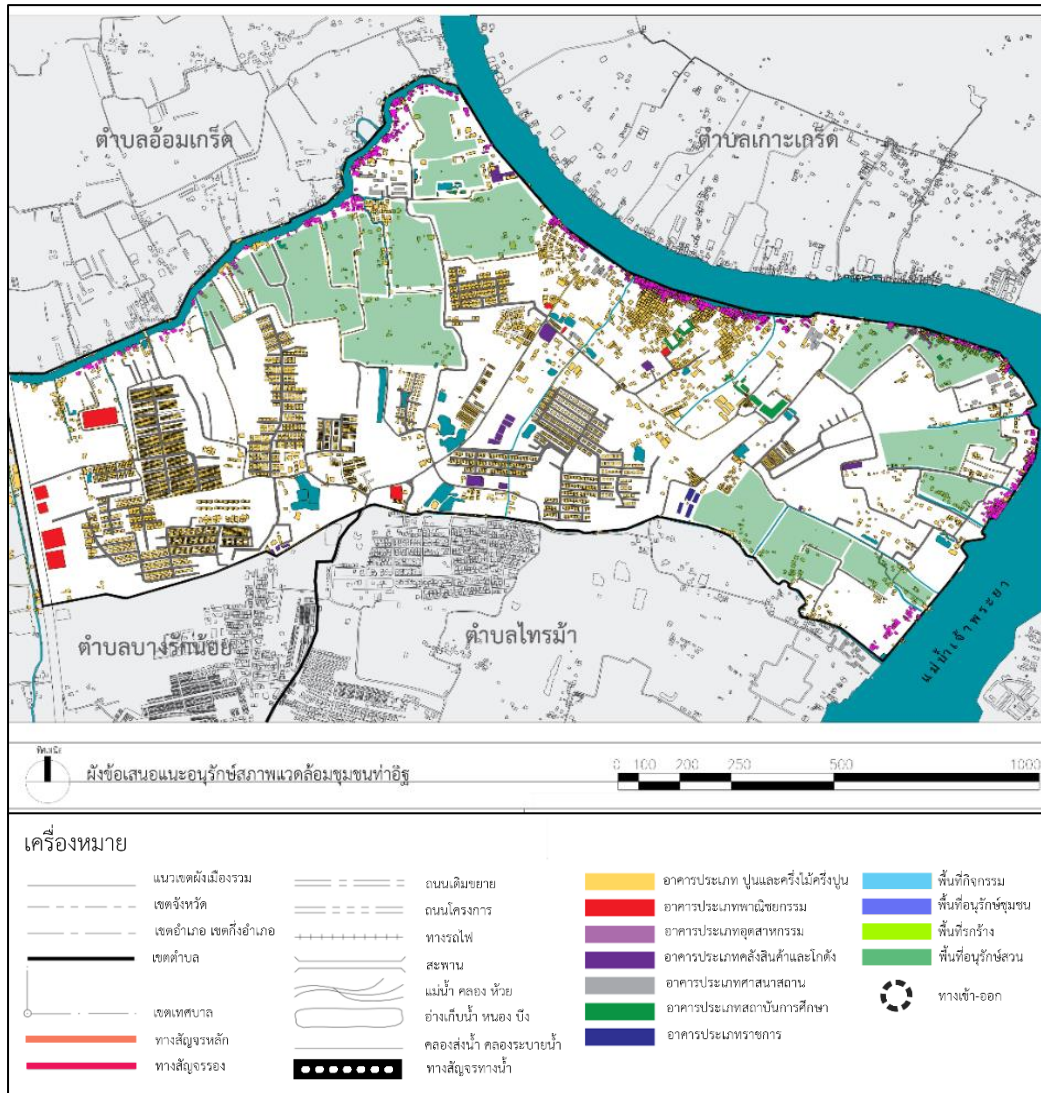 ตำบลอ้อมเกร็ด
ตำบลเกาะเกร็ด
ตำบลบางรักน้อย
ตำบลไทรม้า
แม่น้ำเจ้าพระยา
ผังข้อเสนอแนะอนุรักษ์สภาพแวดล้อมชุมชนท่าอิฐ
0 100 200 250 500 1000
เครื่องหมาย
แนวเขตผังเมืองรวม
เขตจังหวัด
เขตอำเภอ เขตกิ่งอำเภอ
เขตตำบล
เขตเทศบาล
ทางสัญจรหลัก
ทางสัญจรรอง
ถนนเดิมขยาย
ถนนโครงการ
ทางรถไฟ
สะพาน
แม่น้ำ คลอง ห้วย
อ่างเก็บน้ำ หนอง บึง
คลองส่งน้ำ คลองระบายน้ำ
ทางสัญจรทางน้ำ
อาคารประเภท ปูนและครึ่งไม้ครึ่งปูน
อาคารประเภทพาณิชยกรรม
อาคารประเภทอุตสาหกรรม
อาคารประเภทคลังสินค้าและโกดัง
อาคารประเภทศาสนาสถาน
อาคารประเภทสถาบันการศึกษา
อาคารประเภทราชการ
พื้นที่กิจกรรม
พื้นที่อนุรักษ์ชุมชน
พื้นที่รกร้าง
พื้นที่อนุรักษ์สวน
ทางเข้า-ออก